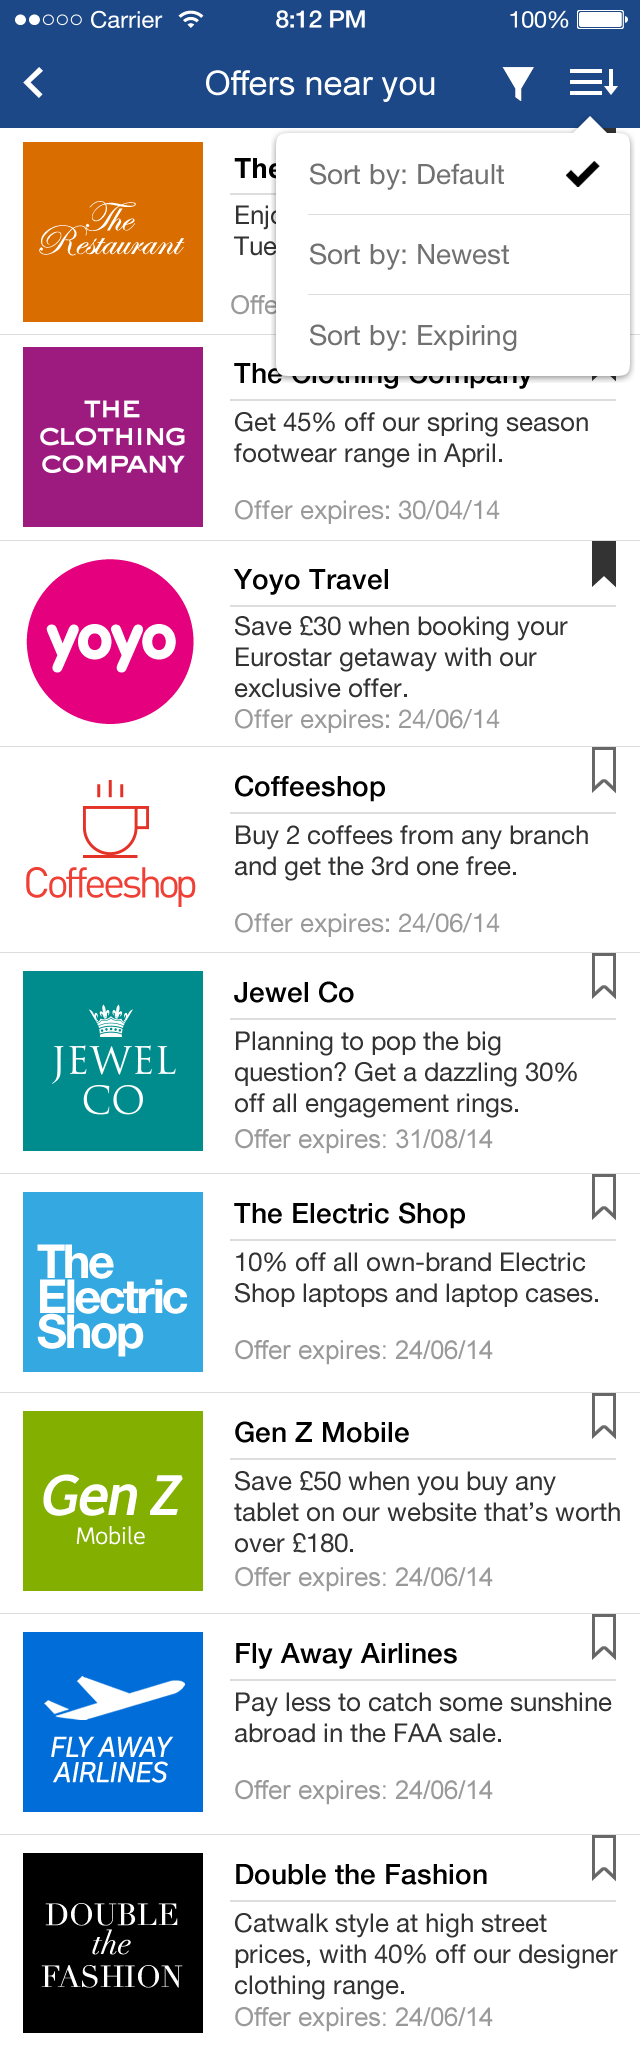 Carrier 8:12 PM 100%
Offers near you
Sort by: Default
Sort by: Newest
Sort by: Expiring
The
Restaurant
The
Enj
Tue
Offe
THE
CLOTHING
COMPANY
The Clothing Company
Get 45% off our spring season
footwear range in April.
Offer expires: 30/04/14
yoyo
Yoyo Travel
Save £30 when booking your
Eurostar getaway with our
exclusive offer.
Offer expires: 24/06/14
Coffeeshop
Coffeeshop
Buy 2 coffees from any branch
and get the 3rd one free.
Offer expires: 24/06/14
JEWEL
CO
Jewel Co
Planning to pop the big
question? Get a dazzling 30%
off all engagement rings.
Offer expires: 31/08/14
The
Electric
Shop
The Electric Shop
10% off all own-brand Electric
Shop laptops and laptop cases.
Offer expires: 24/06/14
Gen Z
Mobile
Gen Z Mobile
Save £50 when you buy any
tablet on our website that’s worth
over £180.
Offer expires: 24/06/14
FLY AWAY
AIRLINES
Fly Away Airlines
Pay less to catch some sunshine
abroad in the FAA sale.
Offer expires: 24/06/14
DOUBLE
the
FASHION
Double the Fashion
Catwalk style at high street
prices, with 40% off our designer
clothing range.
Offer expires: 24/06/14